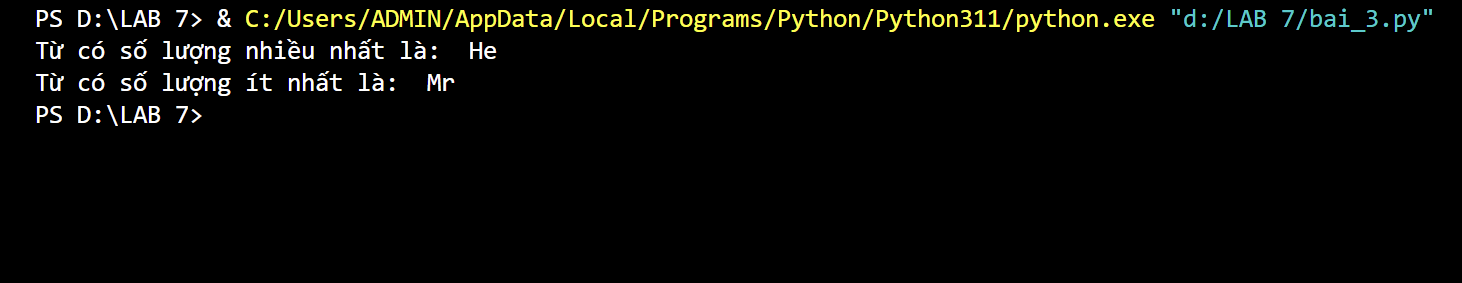 PS D:\LAB 7> & C:/Users/ADMIN/AppData/Local/Programs/Python/Python311/python.exe "d:/LAB 7/bai_3.py"
Từ có số lượng nhiều nhất là:  He
Từ có số lượng ít nhất là:  Mr
PS D:\LAB 7>